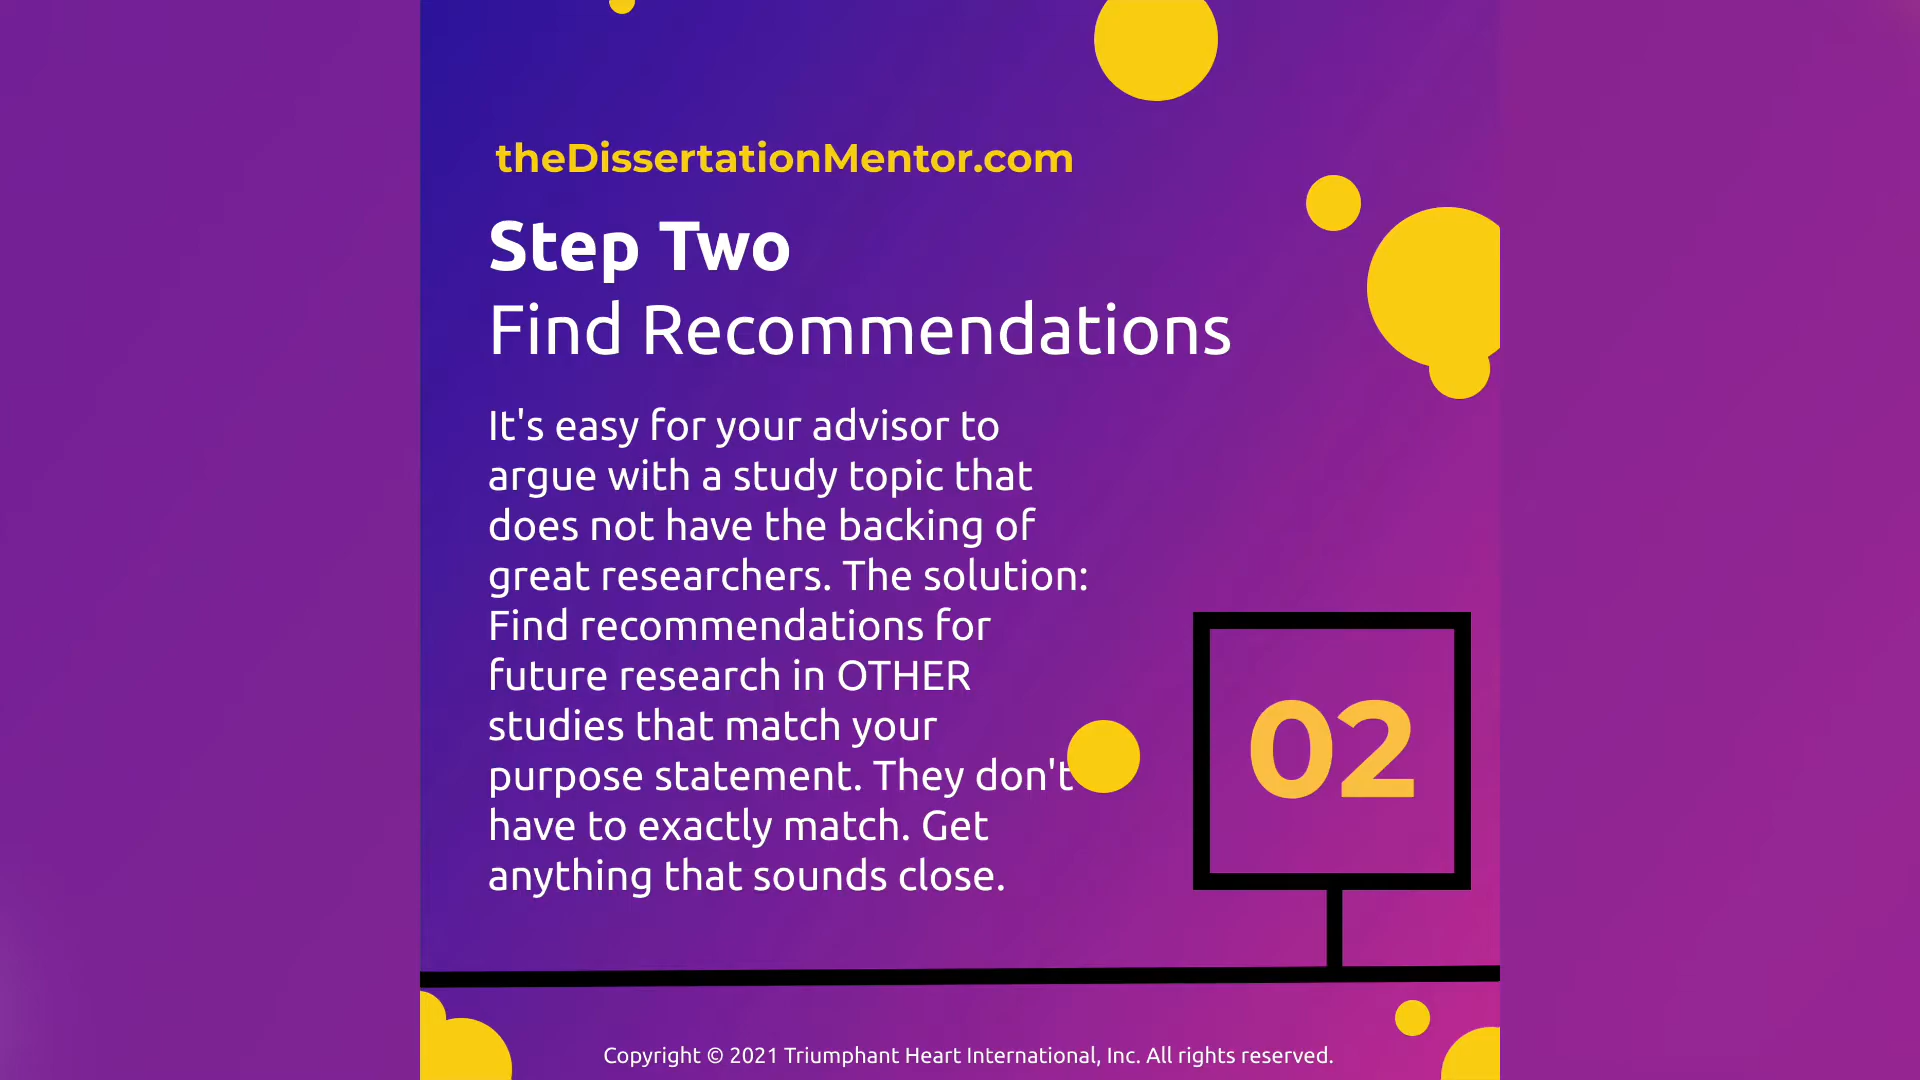 theDissertationMentor.com
Step Two
Find Recommendations
It's easy for your advisor to
argue with a study topic that
does not have the backing of
great researchers. The solution:
Find recommendations for
future research in OTHER
studies that match your
purpose statement. They don't
have to exactly match. Get
anything that sounds close.
02
Copyright © 2021 Triumphant Heart International, Inc. All rights reserved.